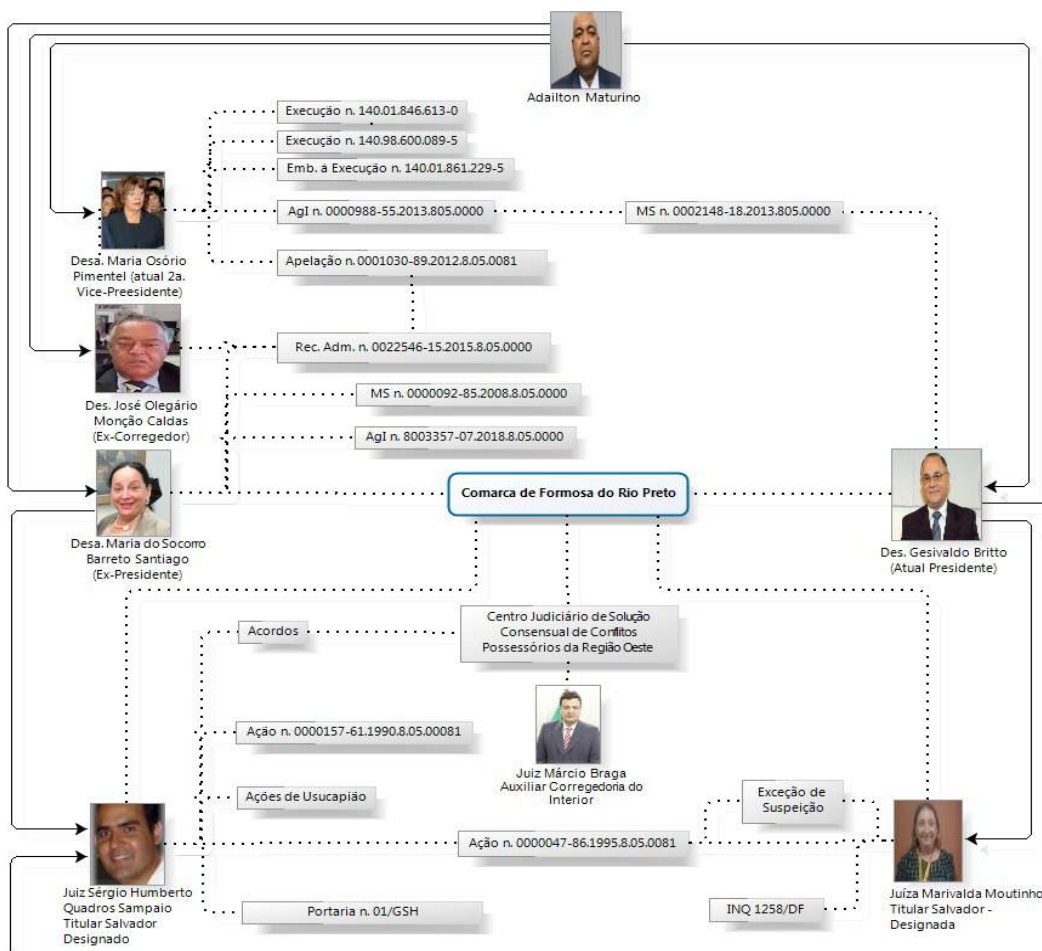 Adailton Maturino
Execução n. 140.01.846.613-0
Execução n. 140.98.600.089-5
Emb. á Execução n. 140.01.861.229-5
AgI n. 0000988-55.2013.805.0000
MS n. 0002148-18.2013.805.0000
Desa. Maria Osório
Pimentel (atual 2a.
Vice-Preesidente)
Apelação n. 0001030-89.2012.8.05.0081
Rec. Adm. n. 0022546-15.2015.8.05.0000
Des. José Olegário
Monção Caldas
(Ex-Corregedor)
MS n. 0000092-85.2008.8.05.0000
AgI n. 8003357-07.2018.8.05.0000
Comarca de Formosa do Rio Preto
Desa. Maria do Socorro
Barreto Santiago
(Ex-Presidente)
Des. Gesivaldo Britto
(Atual Presidente)
Acordos
Centro Judiciário de Solução
Consensual de Conflitos
Possessórios da Região Oeste
Ação n. 0000157-61.1990.8.05.00081
Juiz Márcio Braga
Auxiliar Corregedoria do
Interior
Ações de Usucapião
Exceção de
Suspeição
Ação n. 0000047-86.1995.8.05.0081
Juiz Sérgio Humberto
Quadros Sampaio
Titular Salvador
Designado
Portaria n. 01/GSH
INQ 1258/DF
Juíza Marivalda Moutinho
Titular Salvador -
Designada